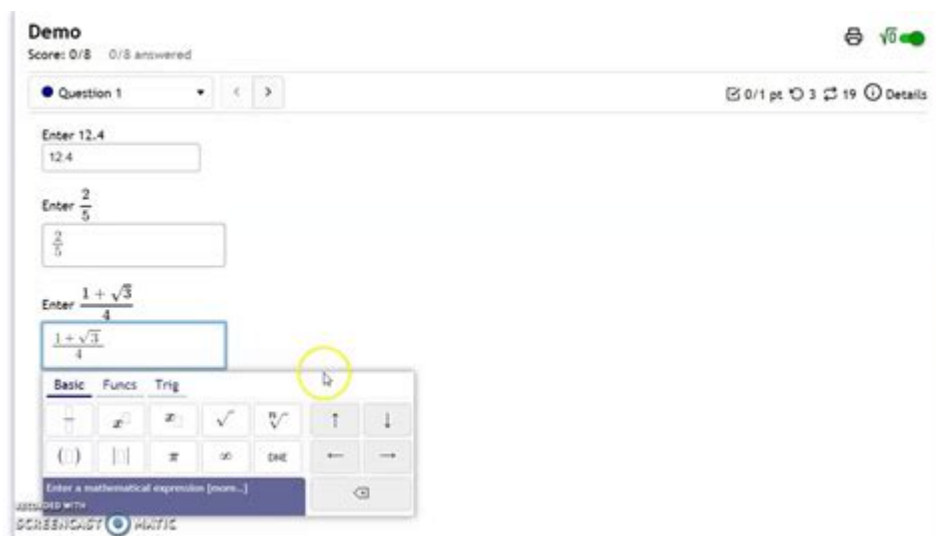 Demo
Score: 0/8 0/8 answered
√0
Question 1 < >
0/1 pt 3 19 Details
Enter 12.4
12.4
Enter 2/5
2/5
Enter (1 + √3)/4
(1 + √3)/4
Basic Funcs Trig
x x √ n√ ↑ ↓
(□) |□| π ∞ DNE ← →
Enter a mathematical expression [more..]
RECORDED WITH
SCREENCAST MATIC